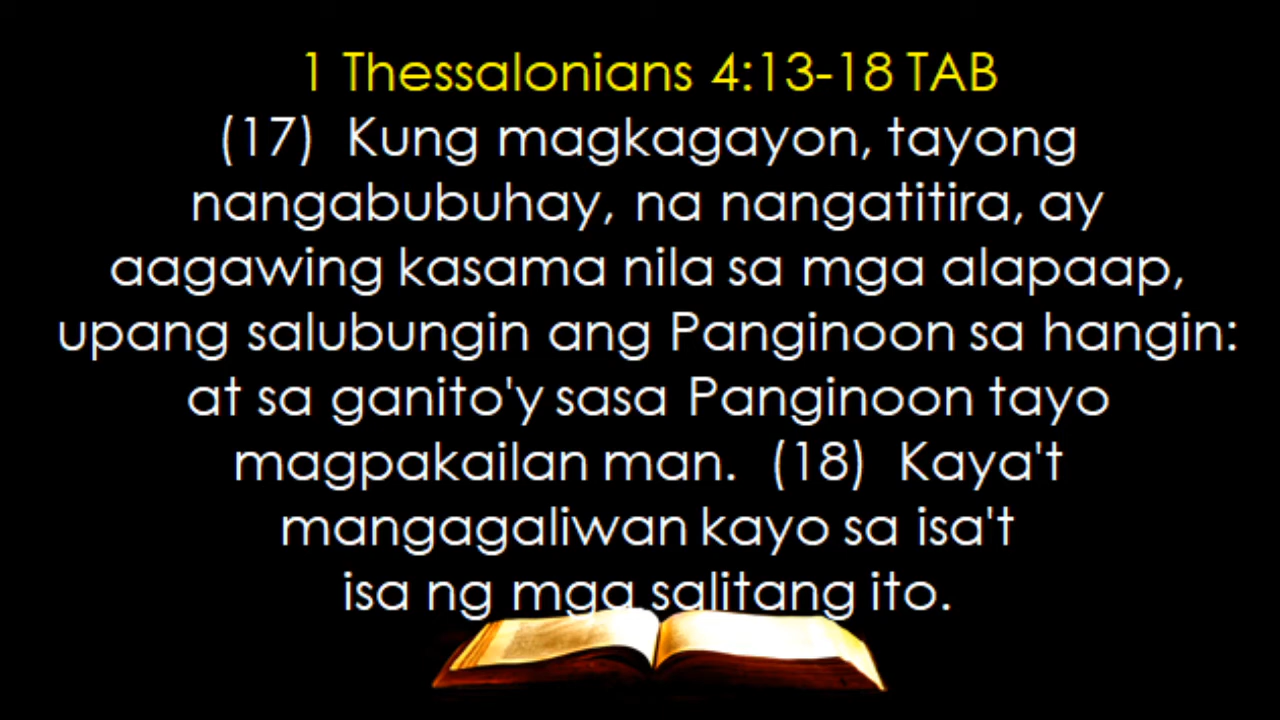 1 Thessalonians 4:13-18 TAB
(17) Kung magkagayon, tayong
nangabubuhay, na nangatitira, ay
aagawing kasama nila sa mga alapaap,
upang salubungin ang Panginoon sa hangin:
at sa ganito'y sasa Panginoon tayo
magpakailan man. (18) Kaya't
mangagaliwan kayo sa isa't
isa ng mga salitang ito.